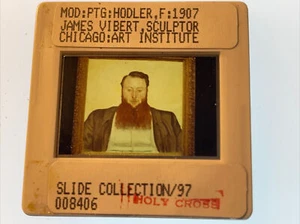 MOD:PTG:HODLER,F:1907
JAMES VIBERT,SCULPTOR
CHICAGO:ART INSTITUTE
SLIDE COLLECTION/97
008406
HOLY CROSS